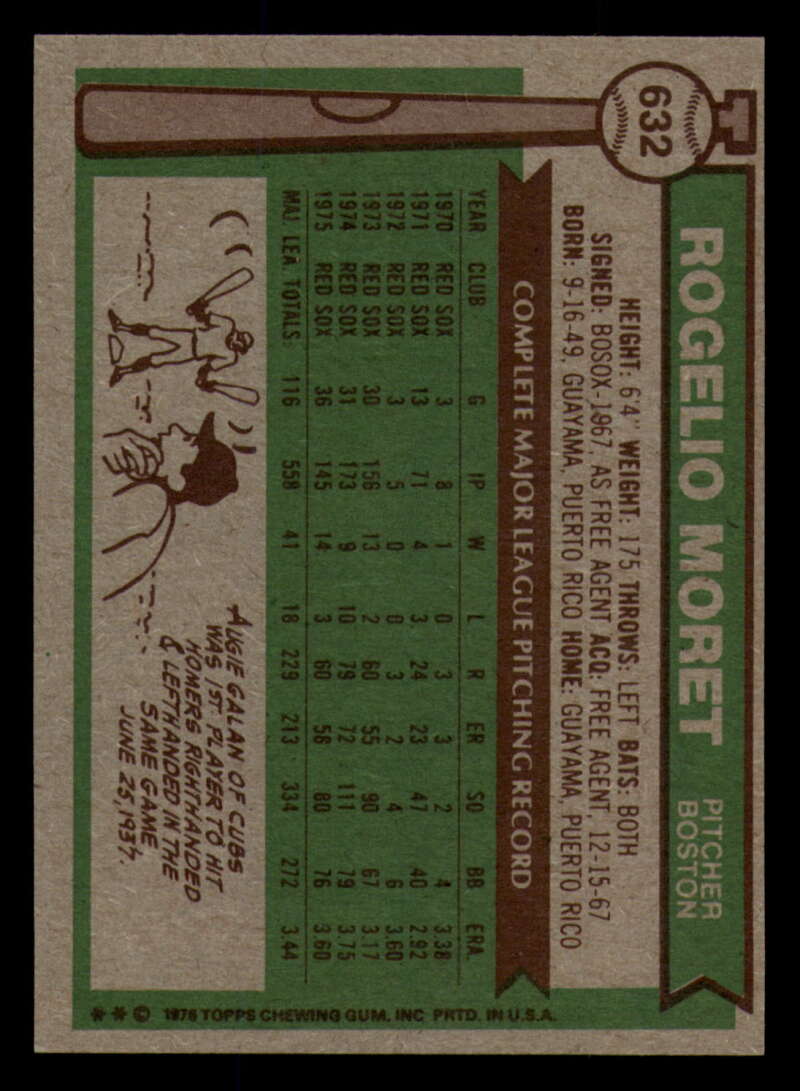 632
ROGELIO MORET
PITCHER
BOSTON
HEIGHT: 6'4" WEIGHT: 175 THROWS: LEFT BATS: BOTH
SIGNED: BOSOX-1967, AS FREE AGENT ACQ: FREE AGENT, 12-15-67
BORN: 9-16-49, GUAYAMA, PUERTO RICO HOME: GUAYAMA, PUERTO RICO
COMPLETE MAJOR LEAGUE PITCHING RECORD
YEAR CLUB G IP W L R ER SO BB ERA
1970 RED SOX 3 8 1 0 3 3 2 4 3.38
1971 RED SOX 13 71 4 3 24 23 47 40 2.92
1972 RED SOX 3 5 0 0 3 2 4 6 3.60
1973 RED SOX 30 156 13 2 60 55 90 67 3.17
1974 RED SOX 31 173 9 10 79 72 111 79 3.75
1975 RED SOX 36 145 14 3 60 58 80 76 3.60
MAJ. LEA. TOTALS 116 558 41 18 229 213 334 272 3.44
AUGIE GALAN OF CUBS
WAS 1ST. PLAYER TO HIT
HOMERS RIGHTHANDED
& LEFTHANDED IN THE
SAME GAME
JUNE 25, 1937.
** © 1976 TOPPS CHEWING GUM, INC. PRTD. IN U.S.A.